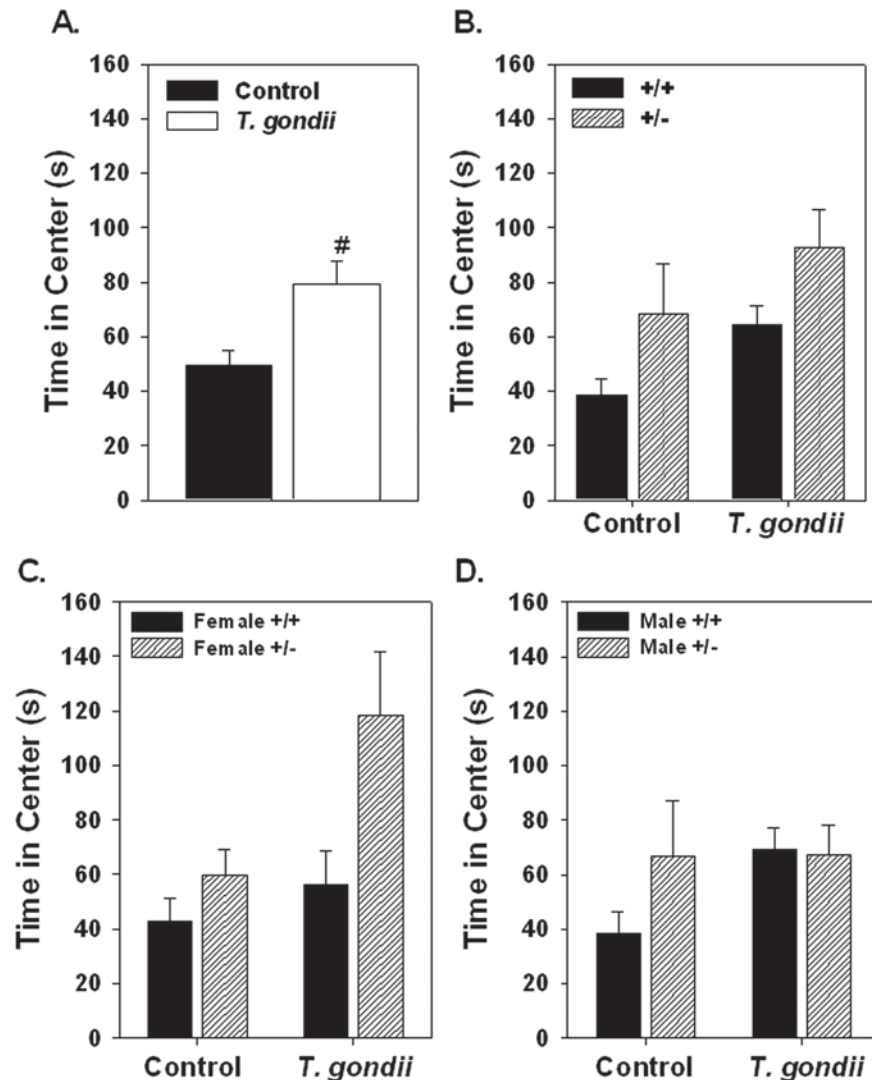 A.
Time in Center (s)
160
140
120
100
80
60
40
20
0
Control
T. gondii
#
B.
Time in Center (s)
160
140
120
100
80
60
40
20
0
+/+
+/-
Control T. gondii
C.
Time in Center (s)
160
140
120
100
80
60
40
20
0
Female +/+
Female +/-
Control T. gondii
D.
Time in Center (s)
160
140
120
100
80
60
40
20
0
Male +/+
Male +/-
Control T. gondii